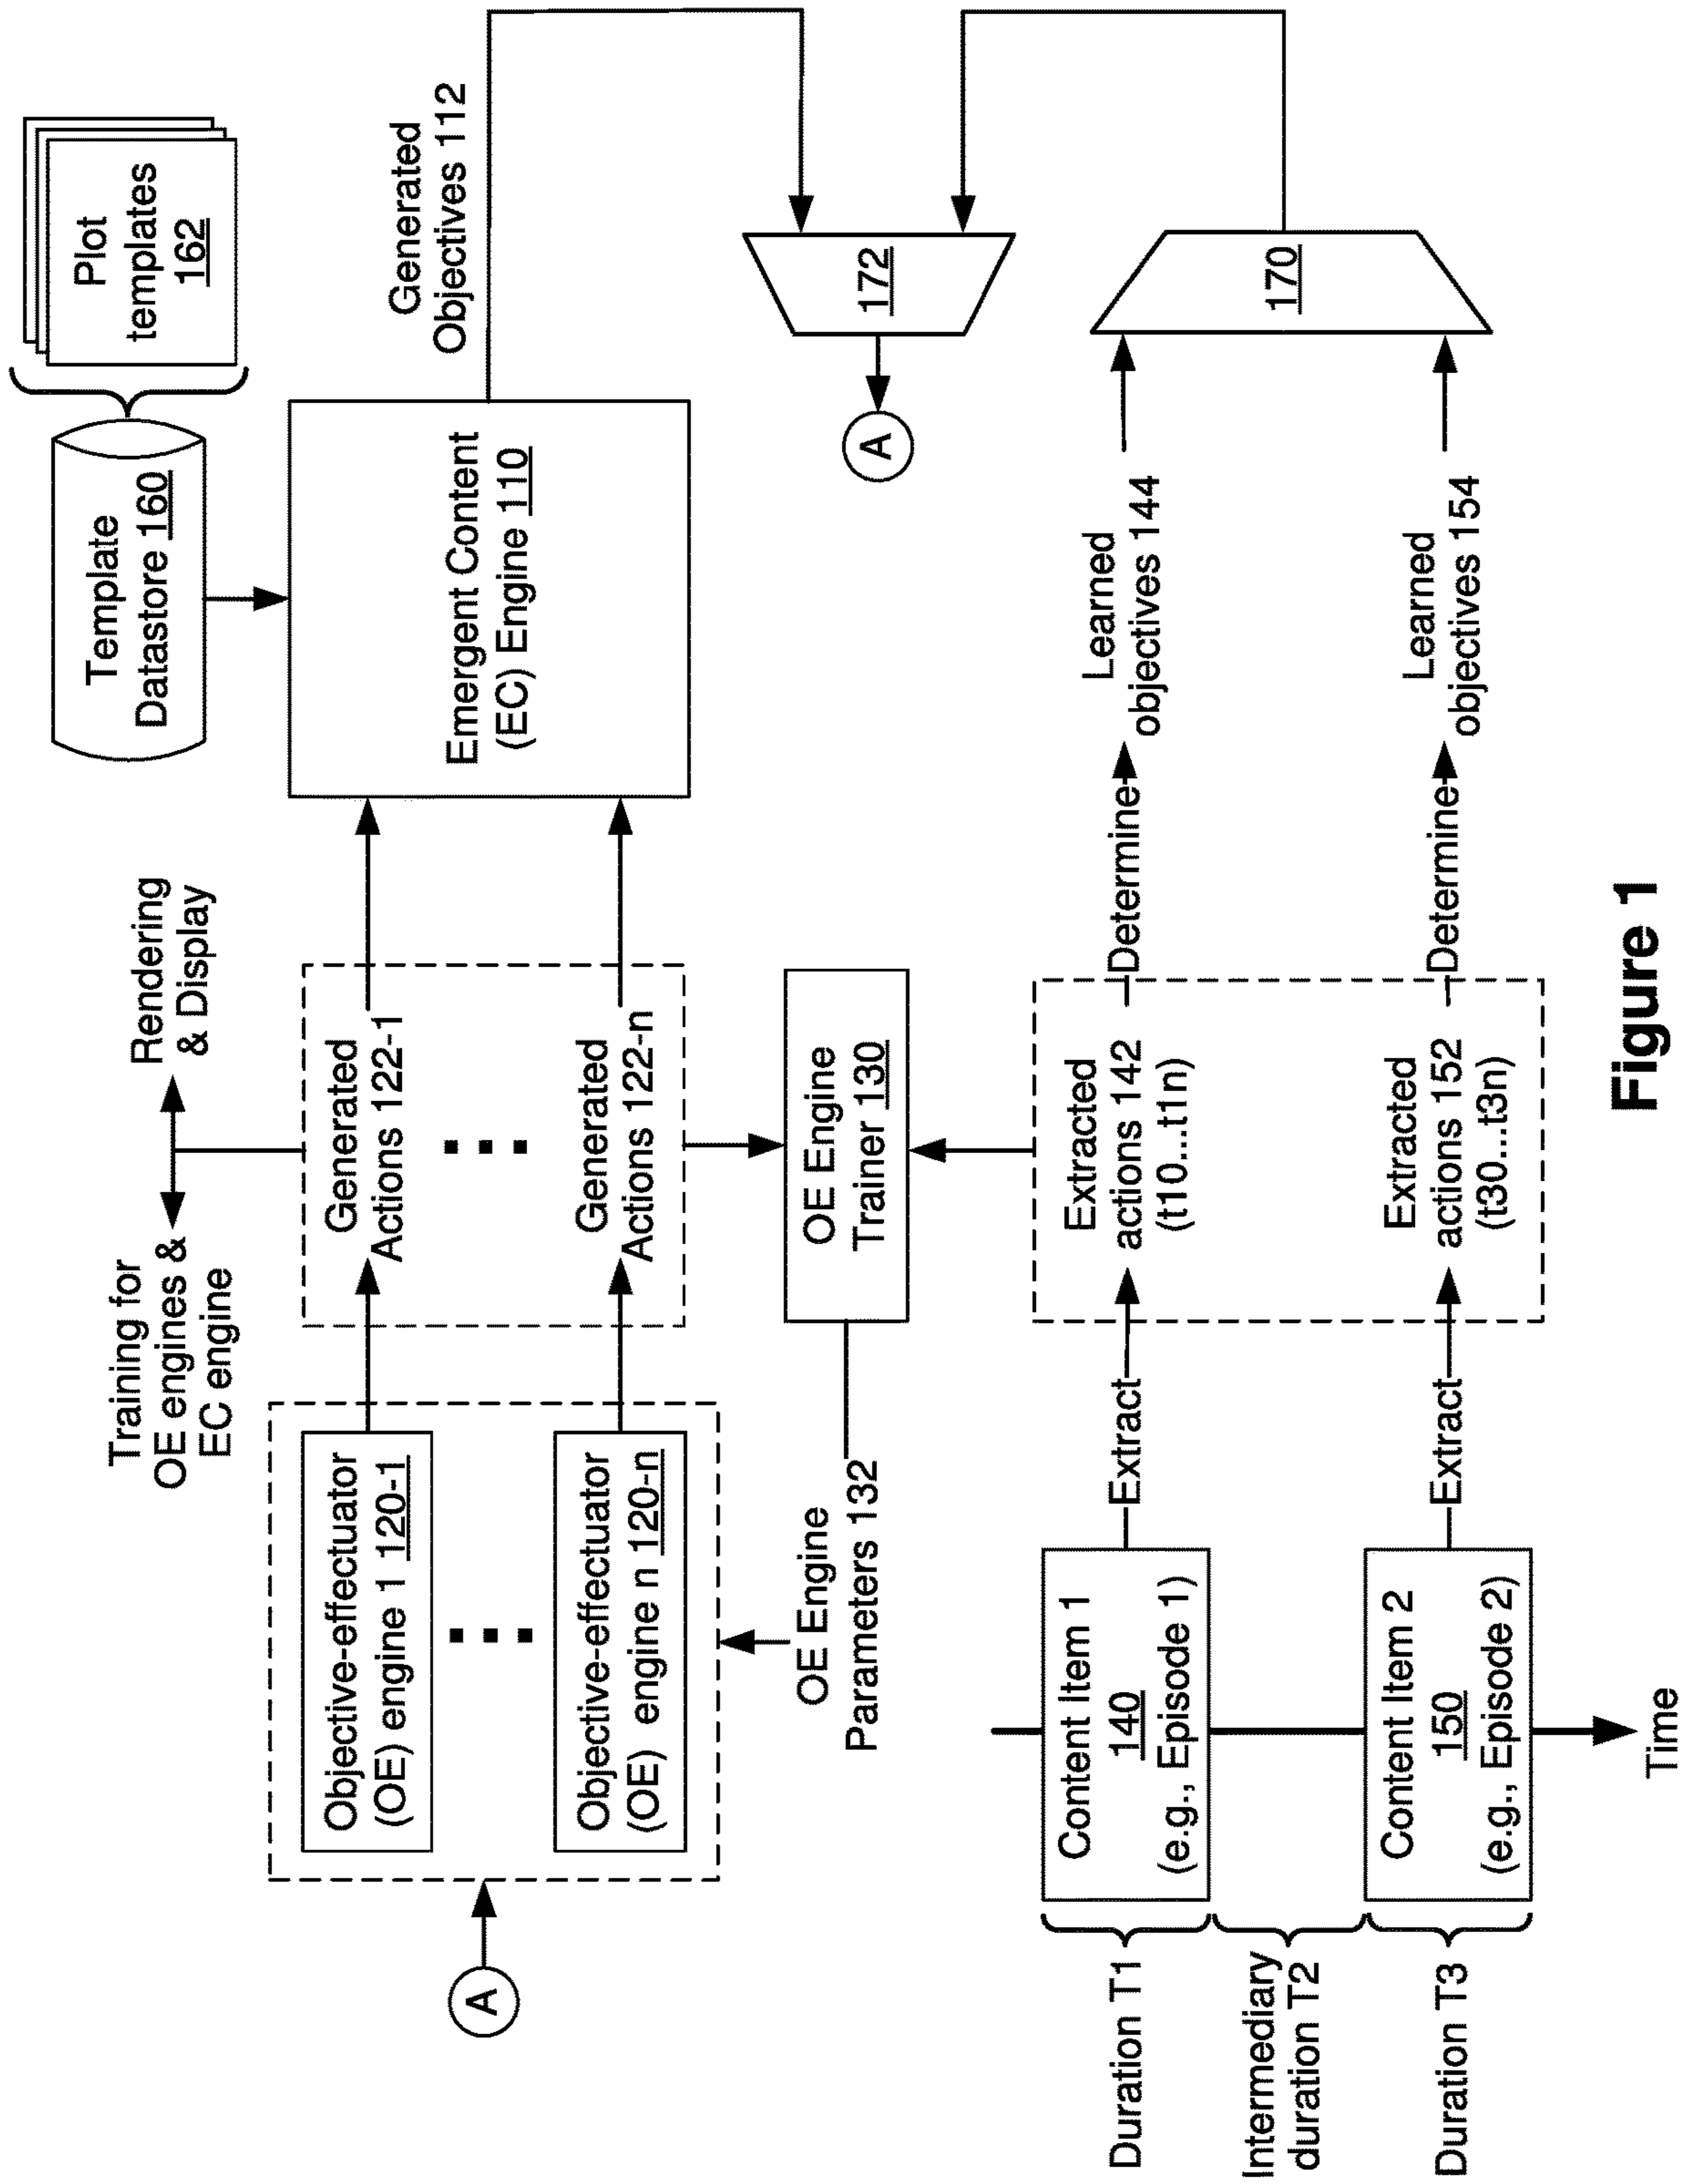 Training for
OE engines &
EC engine
Rendering
& Display
Template
Datastore 160
Plot
templates
162
A
Objective-effectuator
(OE) engine 1 120-1
Objective-effectuator
(OE) engine n 120-n
Generated
Actions 122-1
Generated
Actions 122-n
Emergent Content
(EC) Engine 110
Generated
Objectives 112
OE Engine
Parameters 132
OE Engine
Trainer 130
A
172
Duration T1
Content Item 1
140
(e.g., Episode 1)
Extract
Extracted
actions 142
(t10...t1n)
Determine
Learned
objectives 144
170
Intermediary
duration T2
Duration T3
Content Item 2
150
(e.g., Episode 2)
Extract
Extracted
actions 152
(t30...t3n)
Determine
Learned
objectives 154
Time
Figure 1